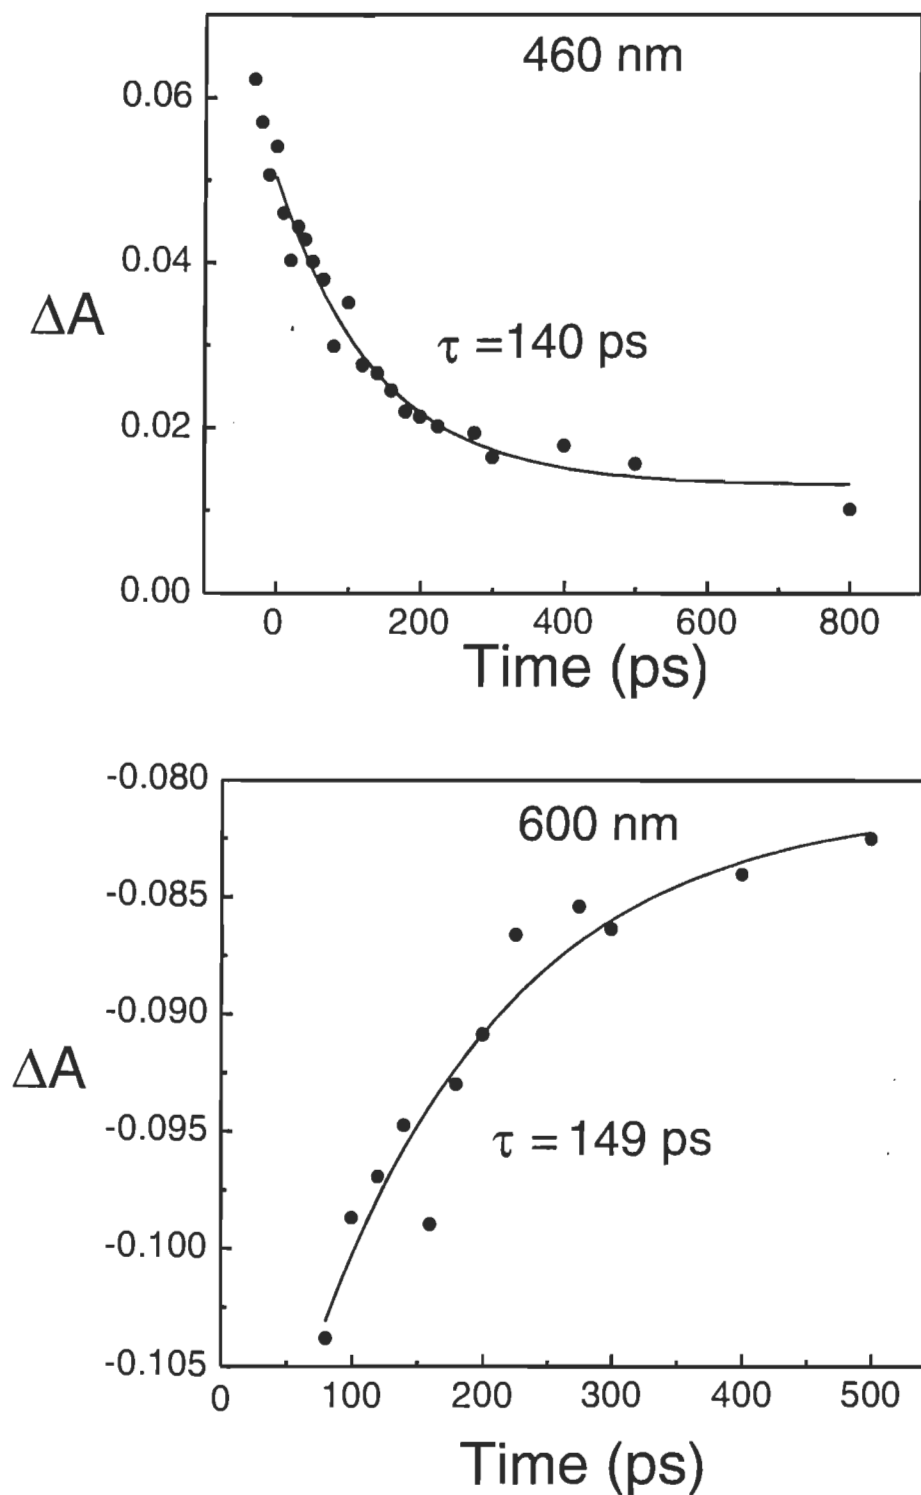 460 nm
0.06
0.04
ΔA
τ =140 ps
0.02
0.00
0 200 400 600 800
Time (ps)
-0.080
600 nm
-0.085
-0.090
ΔA
-0.095
τ = 149 ps
-0.100
-0.105
0 100 200 300 400 500
Time (ps)